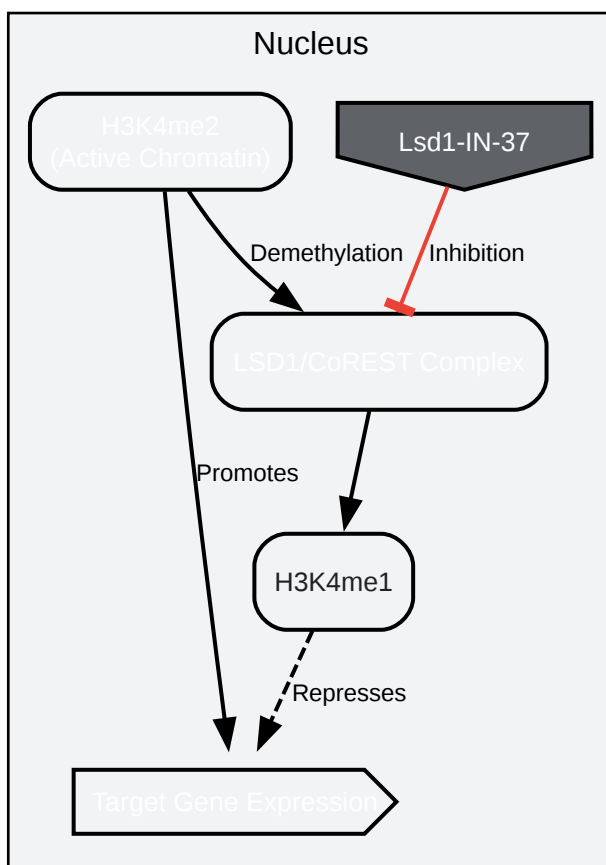 Nucleus
H3K4me2
(Active Chromatin)
Lsd1-IN-37
Demethylation
Inhibition
LSD1/CoREST Complex
Promotes
H3K4me1
Represses
Target Gene Expression